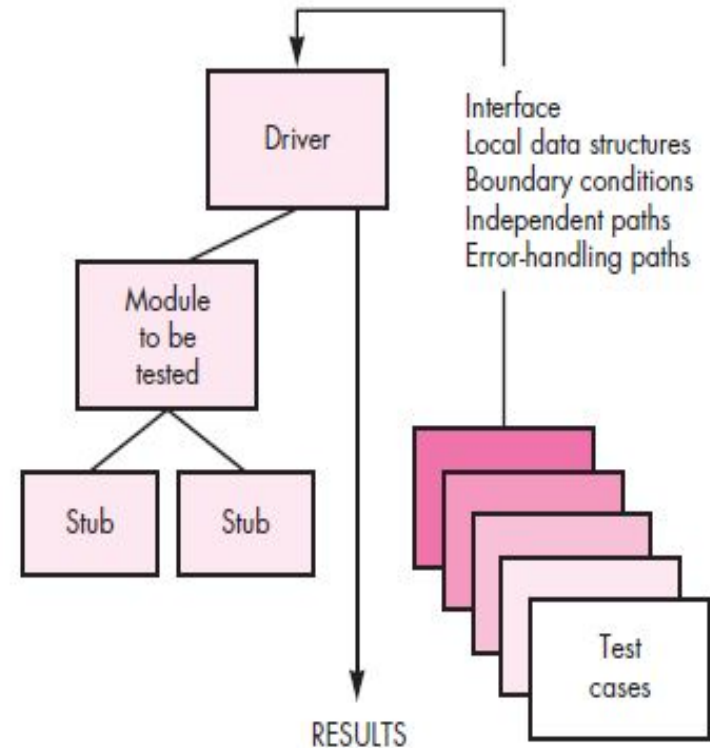 Driver
Interface
Local data structures
Boundary conditions
Independent paths
Error-handling paths
Module
to be
tested
Stub
Stub
Test
cases
RESULTS